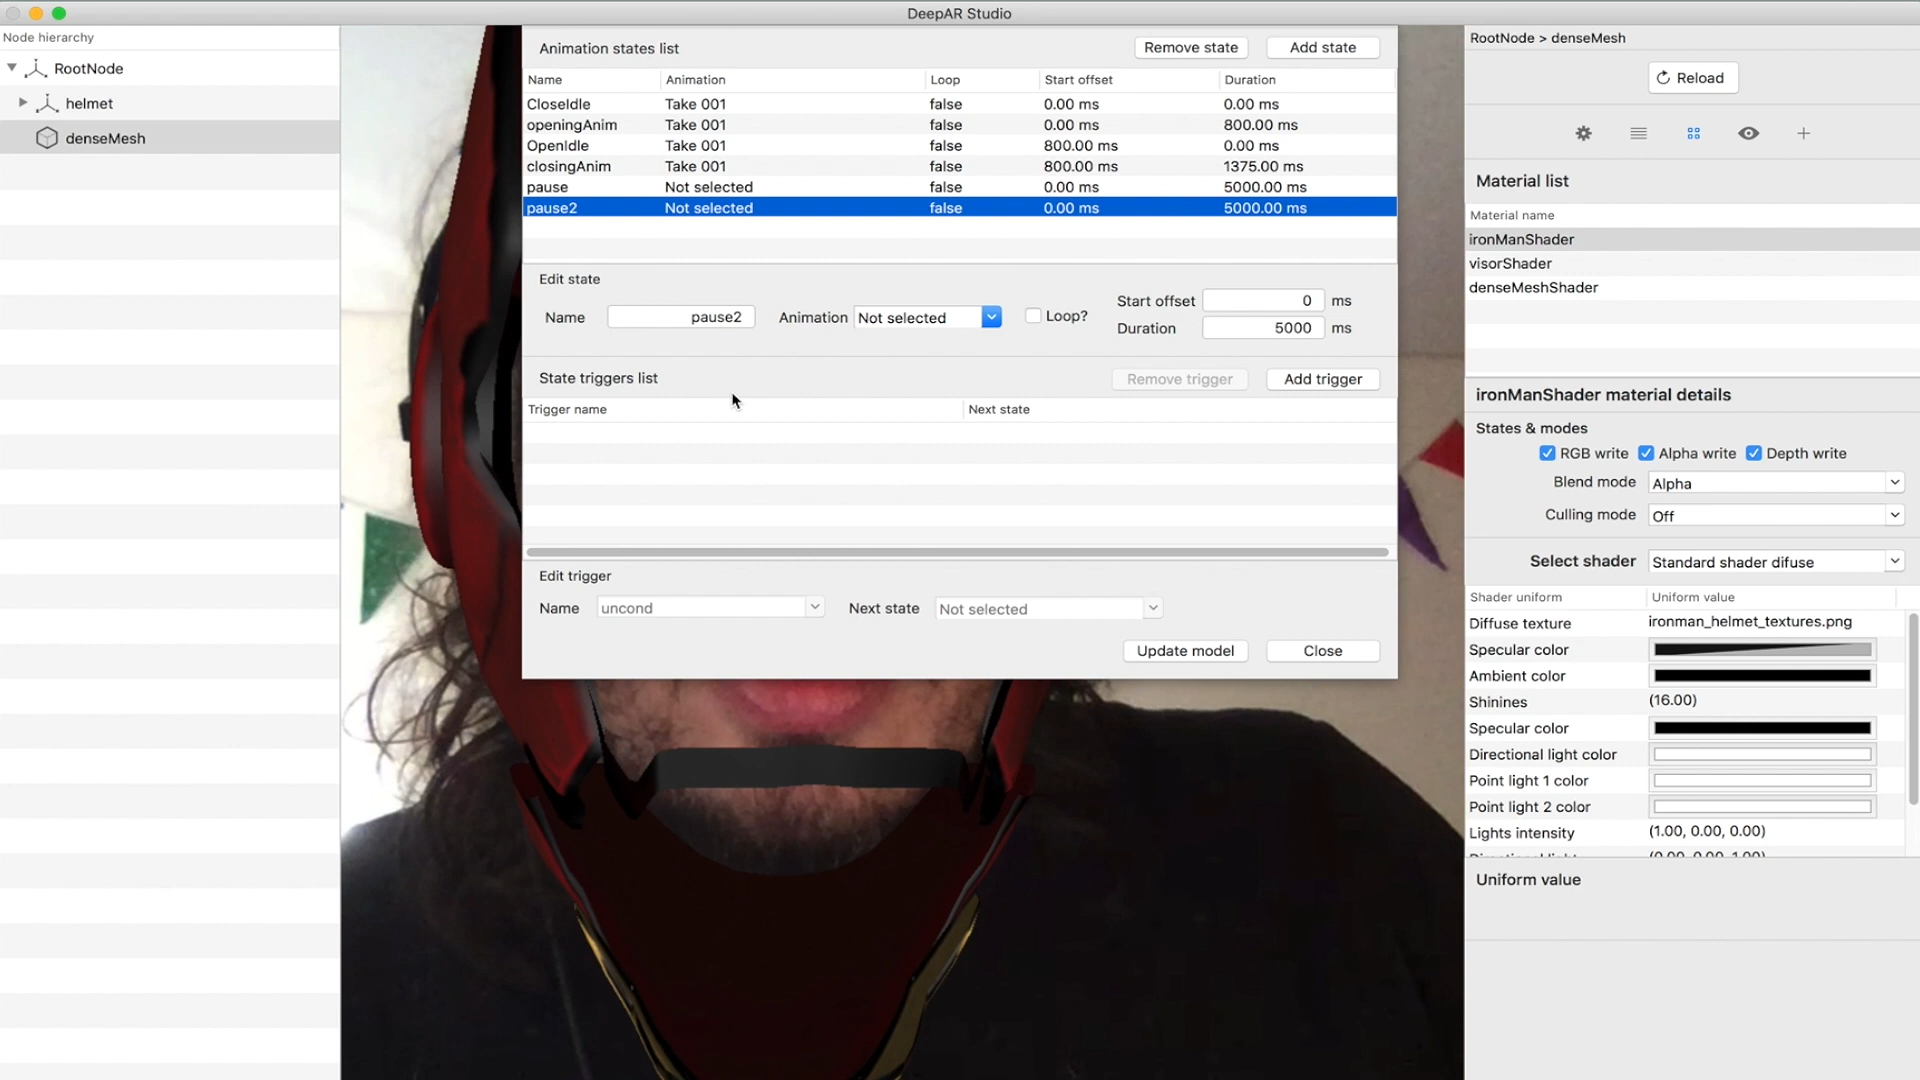 DeepAR Studio
Node hierarchy
RootNode
helmet
denseMesh
Animation states list
Remove state
Add state
Name Animation Loop Start offset Duration
CloseIdle Take 001 false 0.00 ms 0.00 ms
openingAnim Take 001 false 0.00 ms 800.00 ms
OpenIdle Take 001 false 800.00 ms 0.00 ms
closingAnim Take 001 false 800.00 ms 1375.00 ms
pause Not selected false 0.00 ms 5000.00 ms
pause2 Not selected false 0.00 ms 5000.00 ms
Edit state
Name pause2 Animation Not selected Loop?
Start offset 0 ms
Duration 5000 ms
State triggers list
Remove trigger
Add trigger
Trigger name Next state
Edit trigger
Name uncond Next state Not selected
Update model
Close
RootNode > denseMesh
Reload
Material list
Material name
ironManShader
visorShader
denseMeshShader
ironManShader material details
States & modes
RGB write Alpha write Depth write
Blend mode Alpha
Culling mode Off
Select shader Standard shader difuse
Shader uniform Uniform value
Diffuse texture ironman_helmet_textures.png
Specular color
Ambient color
Shinines (16.00)
Specular color
Directional light color
Point light 1 color
Point light 2 color
Lights intensity (1.00, 0.00, 0.00)
Uniform value